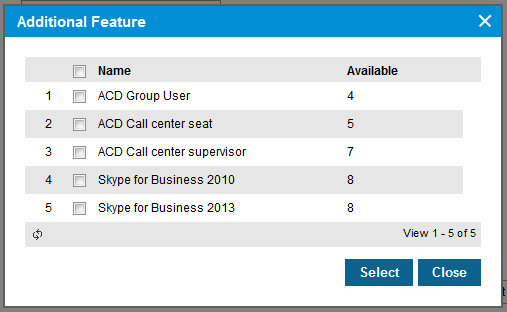 Additional Feature
Name Available
1 ACD Group User 4
2 ACD Call center seat 5
3 ACD Call center supervisor 7
4 Skype for Business 2010 8
5 Skype for Business 2013 8
View 1 - 5 of 5
Select Close